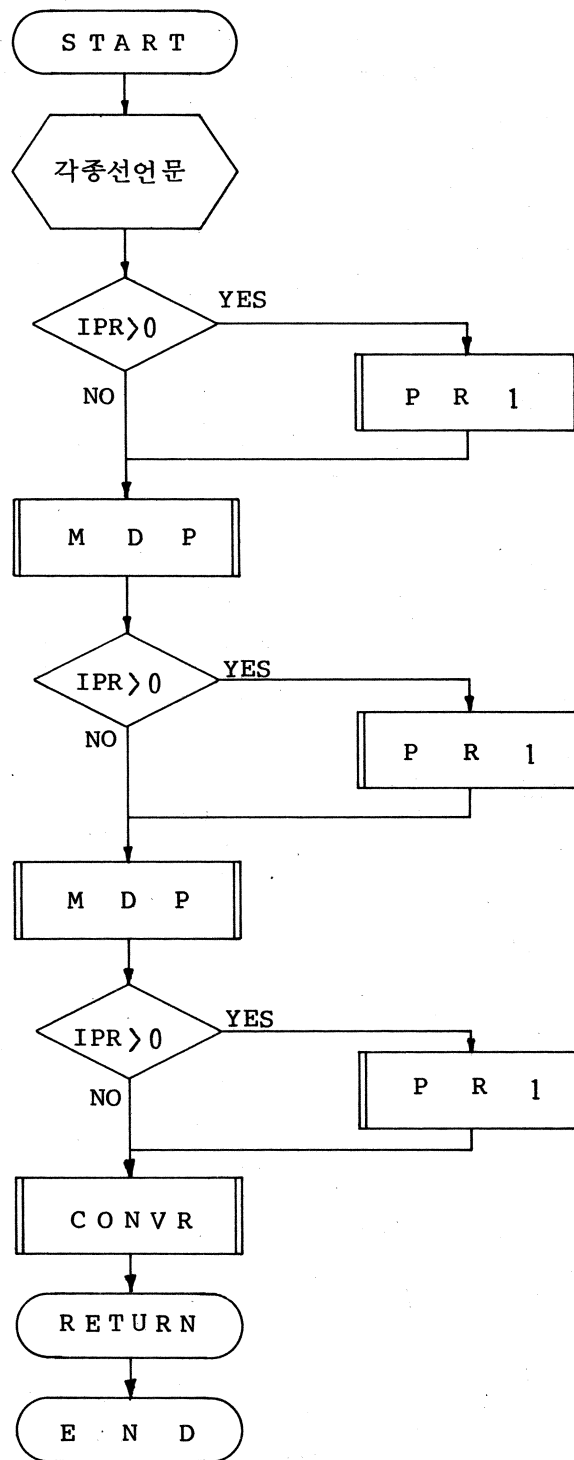 START
각종선언문
IPR>0
YES
NO
PR1
MDP
IPR>0
YES
NO
PR1
MDP
IPR>0
YES
NO
PR1
CONVR
RETURN
END